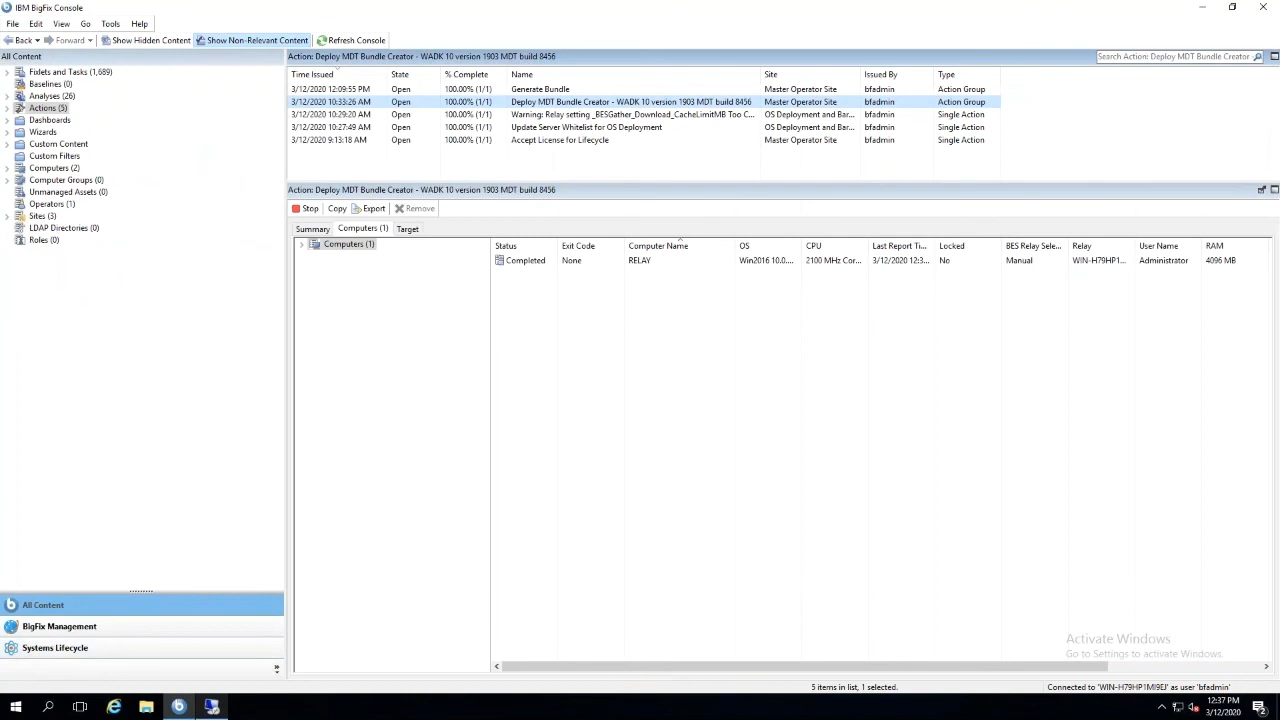 IBM BigFix Console
File Edit View Go Tools Help
Back Forward Show Hidden Content Show Non-Relevant Content Refresh Console
All Content
Fixlets and Tasks (1,689)
Baselines (0)
Analyses (26)
Actions (5)
Dashboards
Wizards
Custom Content
Custom Filters
Computers (2)
Computer Groups (0)
Unmanaged Assets (0)
Operators (1)
Sites (3)
LDAP Directories (0)
Roles (0)
All Content
BigFix Management
Systems Lifecycle
Action: Deploy MDT Bundle Creator - WADK 10 version 1903 MDT build 8456
Search Action: Deploy MDT Bundle Creator
Time Issued State % Complete Name Site Issued By Type
3/12/2020 12:09:55 PM Open 100.00% (1/1) Generate Bundle Master Operator Site bfadmin Action Group
3/12/2020 10:33:26 AM Open 100.00% (1/1) Deploy MDT Bundle Creator - WADK 10 version 1903 MDT build 8456 Master Operator Site bfadmin Action Group
3/12/2020 10:29:20 AM Open 100.00% (1/1) Warning: Relay setting _BESGather_Download_CacheLimitMB Too C... OS Deployment and Bar... bfadmin Single Action
3/12/2020 10:27:49 AM Open 100.00% (1/1) Update Server Whitelist for OS Deployment OS Deployment and Bar... bfadmin Single Action
3/12/2020 9:13:18 AM Open 100.00% (1/1) Accept License for Lifecycle Master Operator Site bfadmin Single Action
Action: Deploy MDT Bundle Creator - WADK 10 version 1903 MDT build 8456
Stop Copy Export Remove
Summary Computers (1) Target
Computers (1)
Status Exit Code Computer Name OS CPU Last Report Ti... Locked BES Relay Sele... Relay User Name RAM
Completed None RELAY Win2016 10.0.... 2100 MHz Cor... 3/12/2020 12:3... No Manual WIN-H79HP1... Administrator 4096 MB
Activate Windows
Go to Settings to activate Windows.
5 items in list, 1 selected.
Connected to 'WIN-H79HP1MI9EJ' as user 'bfadmin'
12:37 PM
3/12/2020
2